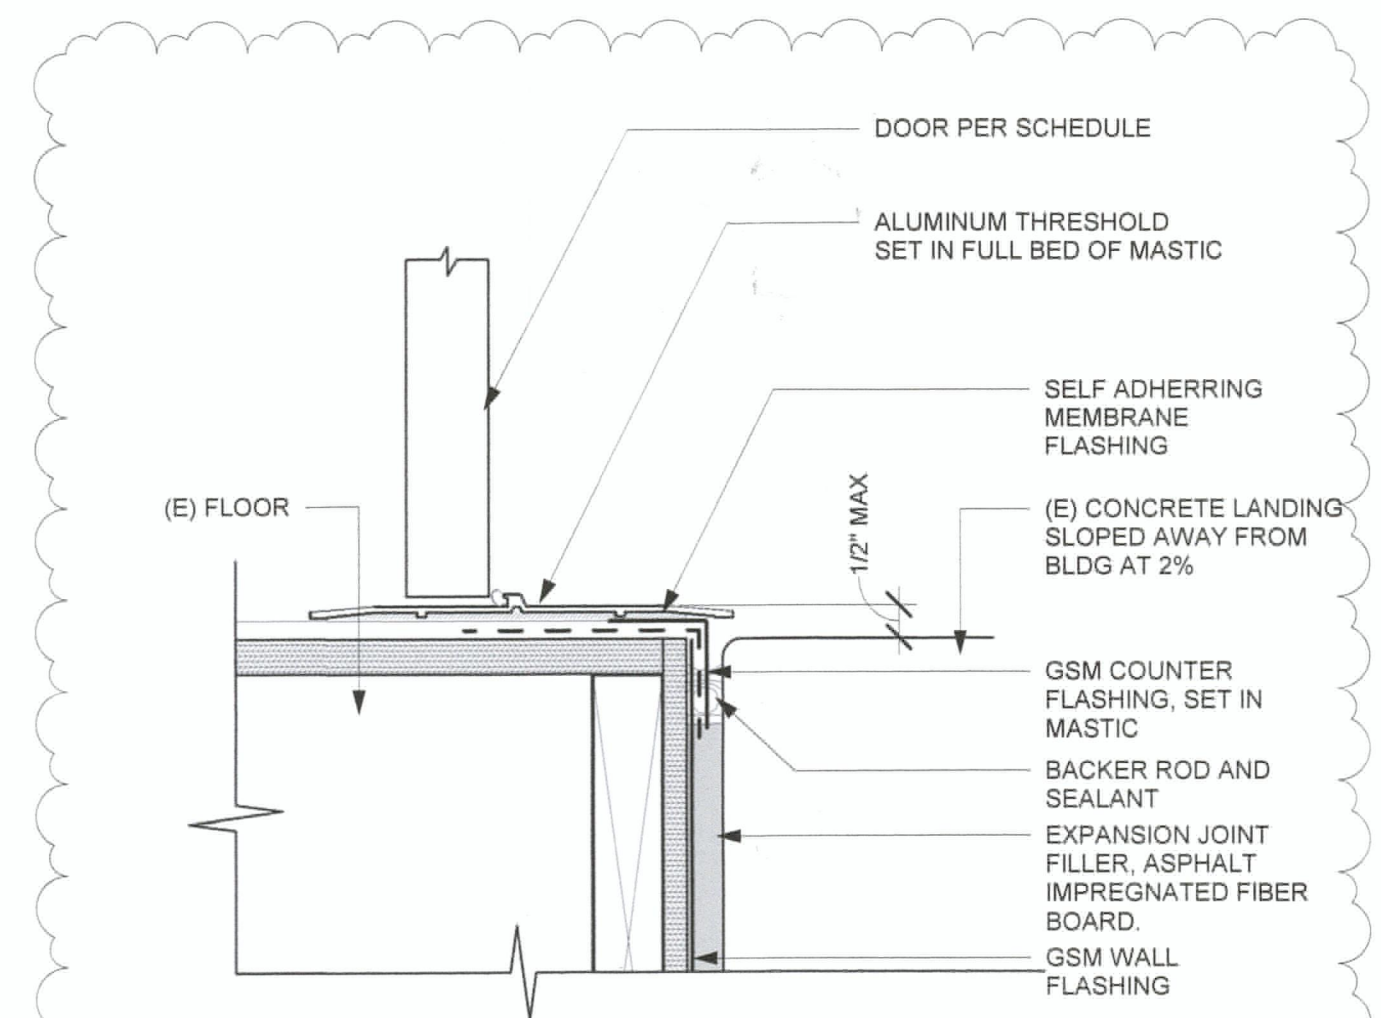 DOOR PER SCHEDULE
ALUMINUM THRESHOLD
SET IN FULL BED OF MASTIC
SELF ADHERRING
MEMBRANE
FLASHING
(E) FLOOR
1/2" MAX
(E) CONCRETE LANDING
SLOPED AWAY FROM
BLDG AT 2%
GSM COUNTER
FLASHING, SET IN
MASTIC
BACKER ROD AND
SEALANT
EXPANSION JOINT
FILLER, ASPHALT
IMPREGNATED FIBER
BOARD.
GSM WALL
FLASHING